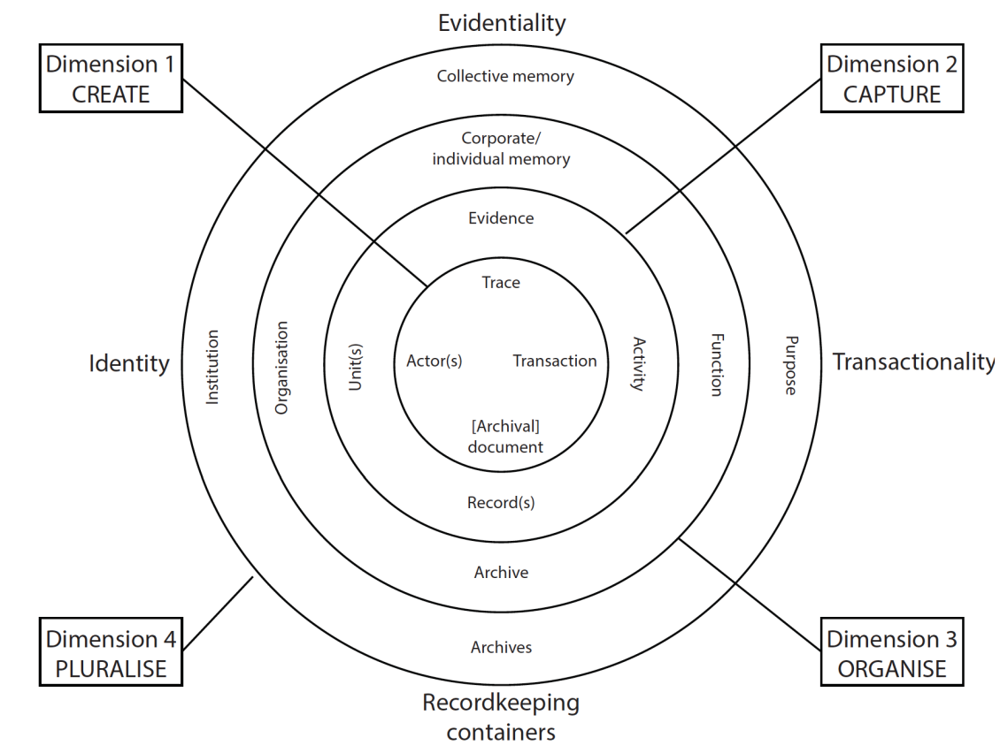 Evidentiality
Dimension 1
CREATE
Dimension 2
CAPTURE
Collective memory
Corporate/
individual memory
Evidence
Trace
Identity
Institution
Organisation
Unit(s)
Actor(s)
Transaction
Activity
Function
Purpose
Transactionality
[Archival]
document
Record(s)
Archive
Archives
Dimension 4
PLURALISE
Dimension 3
ORGANISE
Recordkeeping
containers